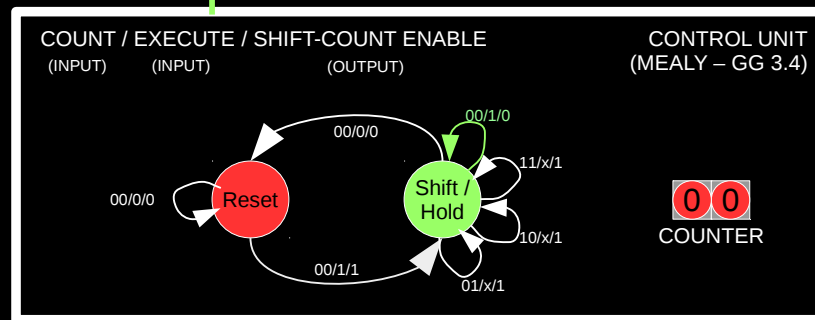 COUNT / EXECUTE / SHIFT-COUNT ENABLE
(INPUT) (INPUT) (OUTPUT)
CONTROL UNIT
(MEALY – GG 3.4)
00/0/0
00/1/0
11/x/1
00/0/0
Reset
Shift /
Hold
0 0
COUNTER
10/x/1
00/1/1
01/x/1